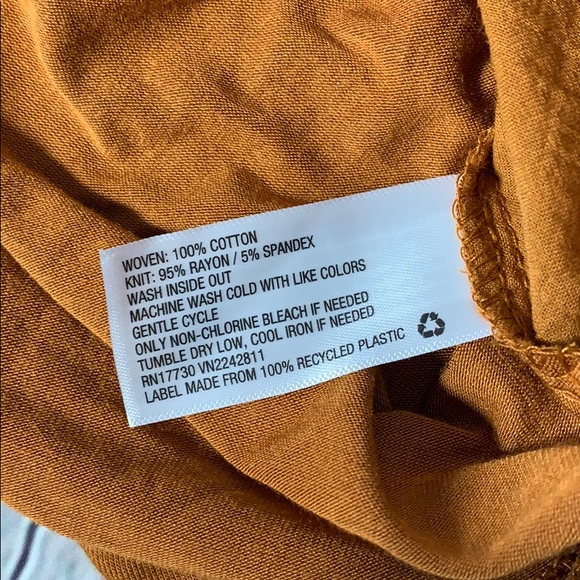 WOVEN: 100% COTTON
KNIT: 95% RAYON / 5% SPANDEX
WASH INSIDE OUT
MACHINE WASH COLD WITH LIKE COLORS
GENTLE CYCLE
ONLY NON-CHLORINE BLEACH IF NEEDED
TUMBLE DRY LOW, COOL IRON IF NEEDED
RN17730 VN2242811
LABEL MADE FROM 100% RECYCLED PLASTIC